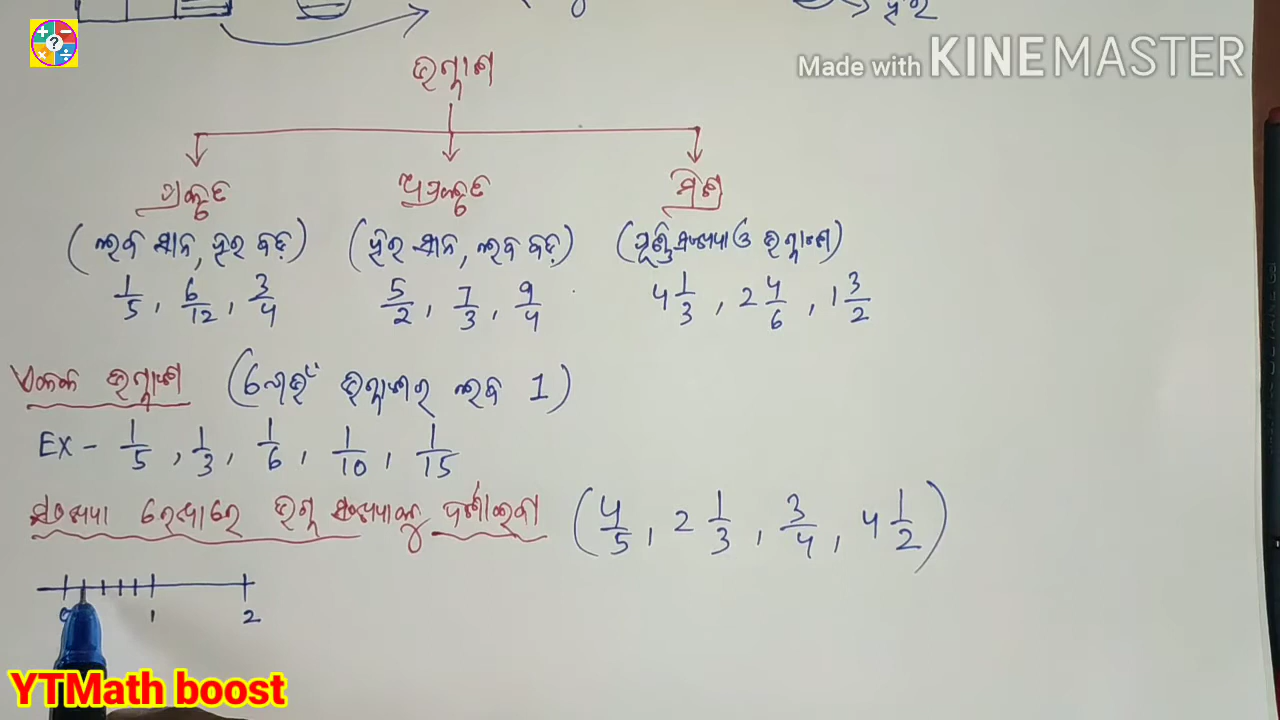 ହର
Made with KINEMASTER
ଭଗ୍ନାଂଶ
ପ୍ରକୃତ ଅପ୍ରକୃତ ମିଶ୍ର
(ଲବ ସାନ, ହର ବଡ଼) (ହର ସାନ, ଲବ ବଡ଼) (ପୂର୍ଣ୍ଣସଂଖ୍ୟା ଓ ଭଗ୍ନାଂଶ)
1/5, 6/12, 3/4 5/2, 7/3, 9/4 4 1/3, 2 4/6, 1 3/2
ଏକକ ଭଗ୍ନାଂଶ (ଯେଉଁ ଭଗ୍ନାଂଶର ଲବ 1)
EX - 1/5, 1/3, 1/6, 1/10, 1/15
ସଂଖ୍ୟା ରେଖାରେ ଭଗ୍ନ ସଂଖ୍ୟାକୁ ଦର୍ଶାଇବା (4/5, 2 1/3, 3/4, 4 1/2)
0 1 2
YTMath boost